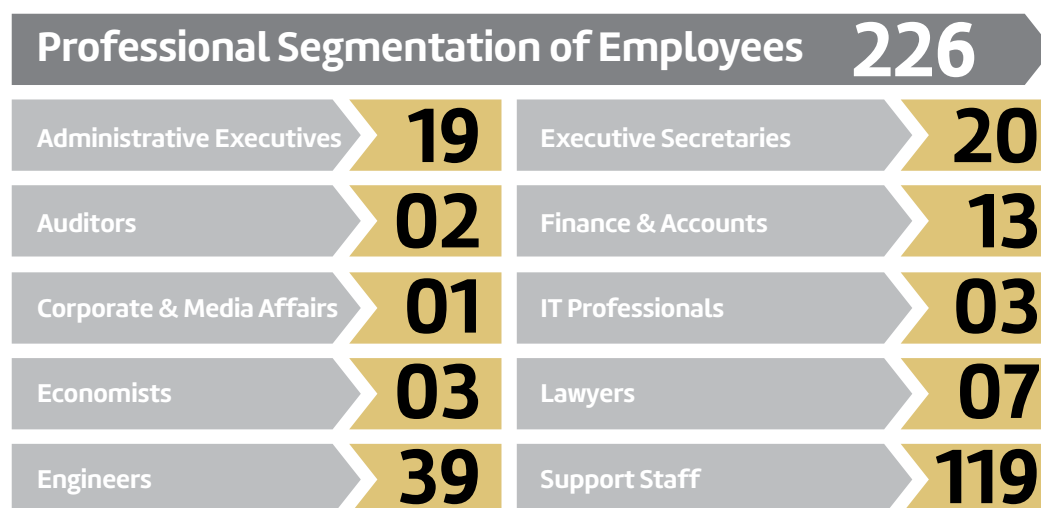 Professional Segmentation of Employees 226
Administrative Executives 19
Executive Secretaries 20
Auditors 02
Finance & Accounts 13
Corporate & Media Affairs 01
IT Professionals 03
Economists 03
Lawyers 07
Engineers 39
Support Staff 119